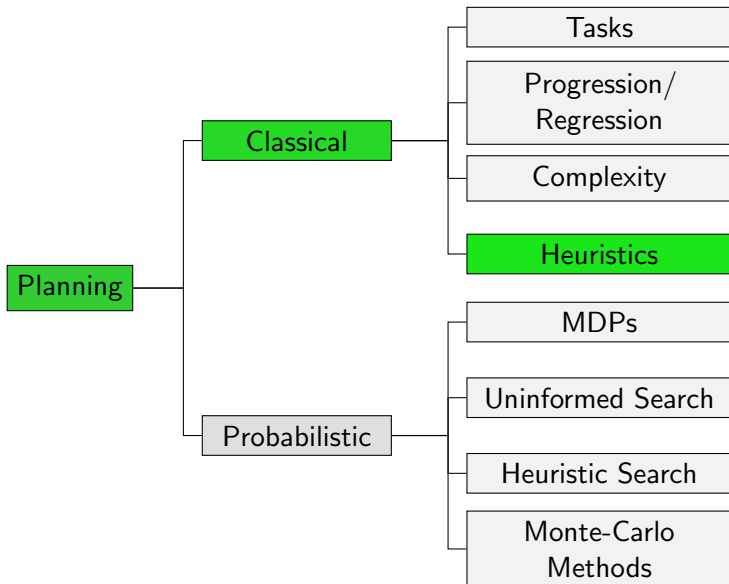 Planning
Classical
Tasks
Progression/
Regression
Complexity
Heuristics
Probabilistic
MDPs
Uninformed Search
Heuristic Search
Monte-Carlo
Methods